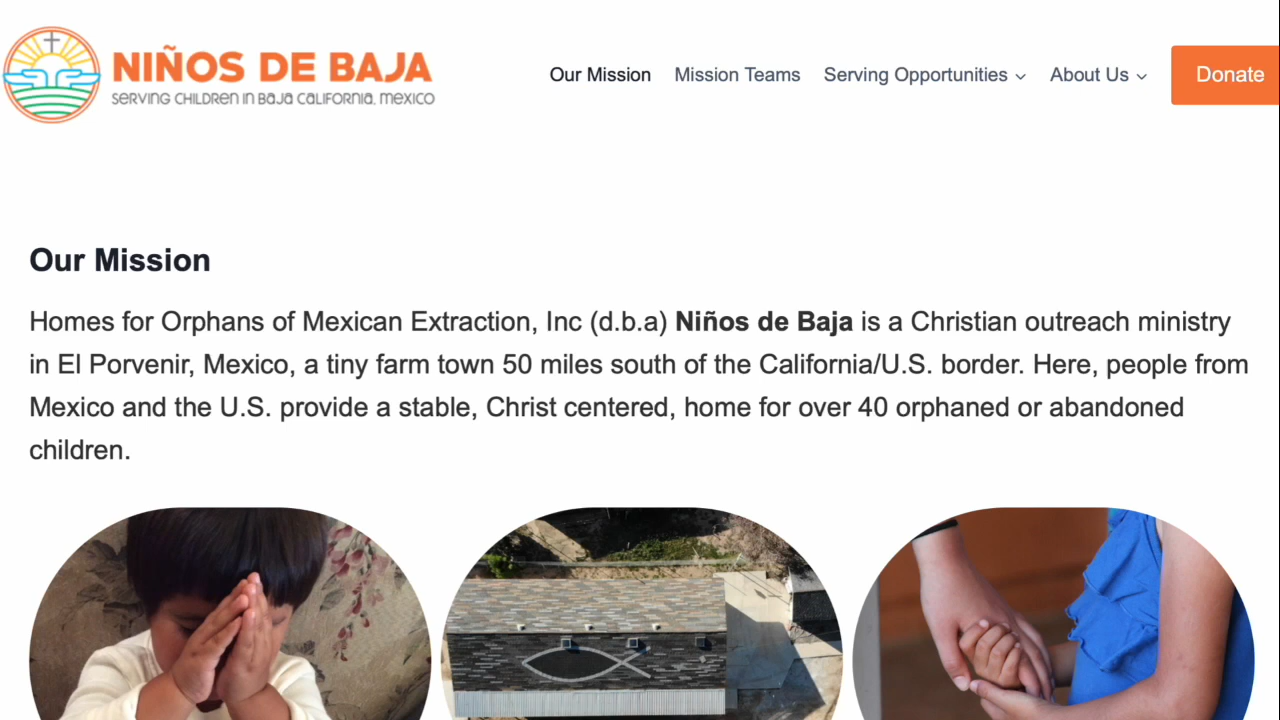 NIÑOS DE BAJA
SERVING CHILDREN IN BAJA CALIFORNIA. MEXICO
Our Mission
Mission Teams
Serving Opportunities
About Us
Donate
Our Mission
Homes for Orphans of Mexican Extraction, Inc (d.b.a) Niños de Baja is a Christian outreach ministry
in El Porvenir, Mexico, a tiny farm town 50 miles south of the California/U.S. border. Here, people from
Mexico and the U.S. provide a stable, Christ centered, home for over 40 orphaned or abandoned
children.